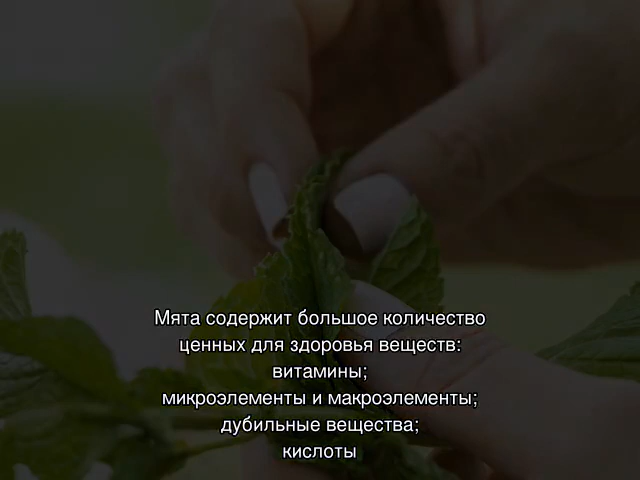 Мята содержит большое количество
ценных для здоровья веществ:
витамины;
микроэлементы и макроэлементы;
дубильные вещества;
кислоты